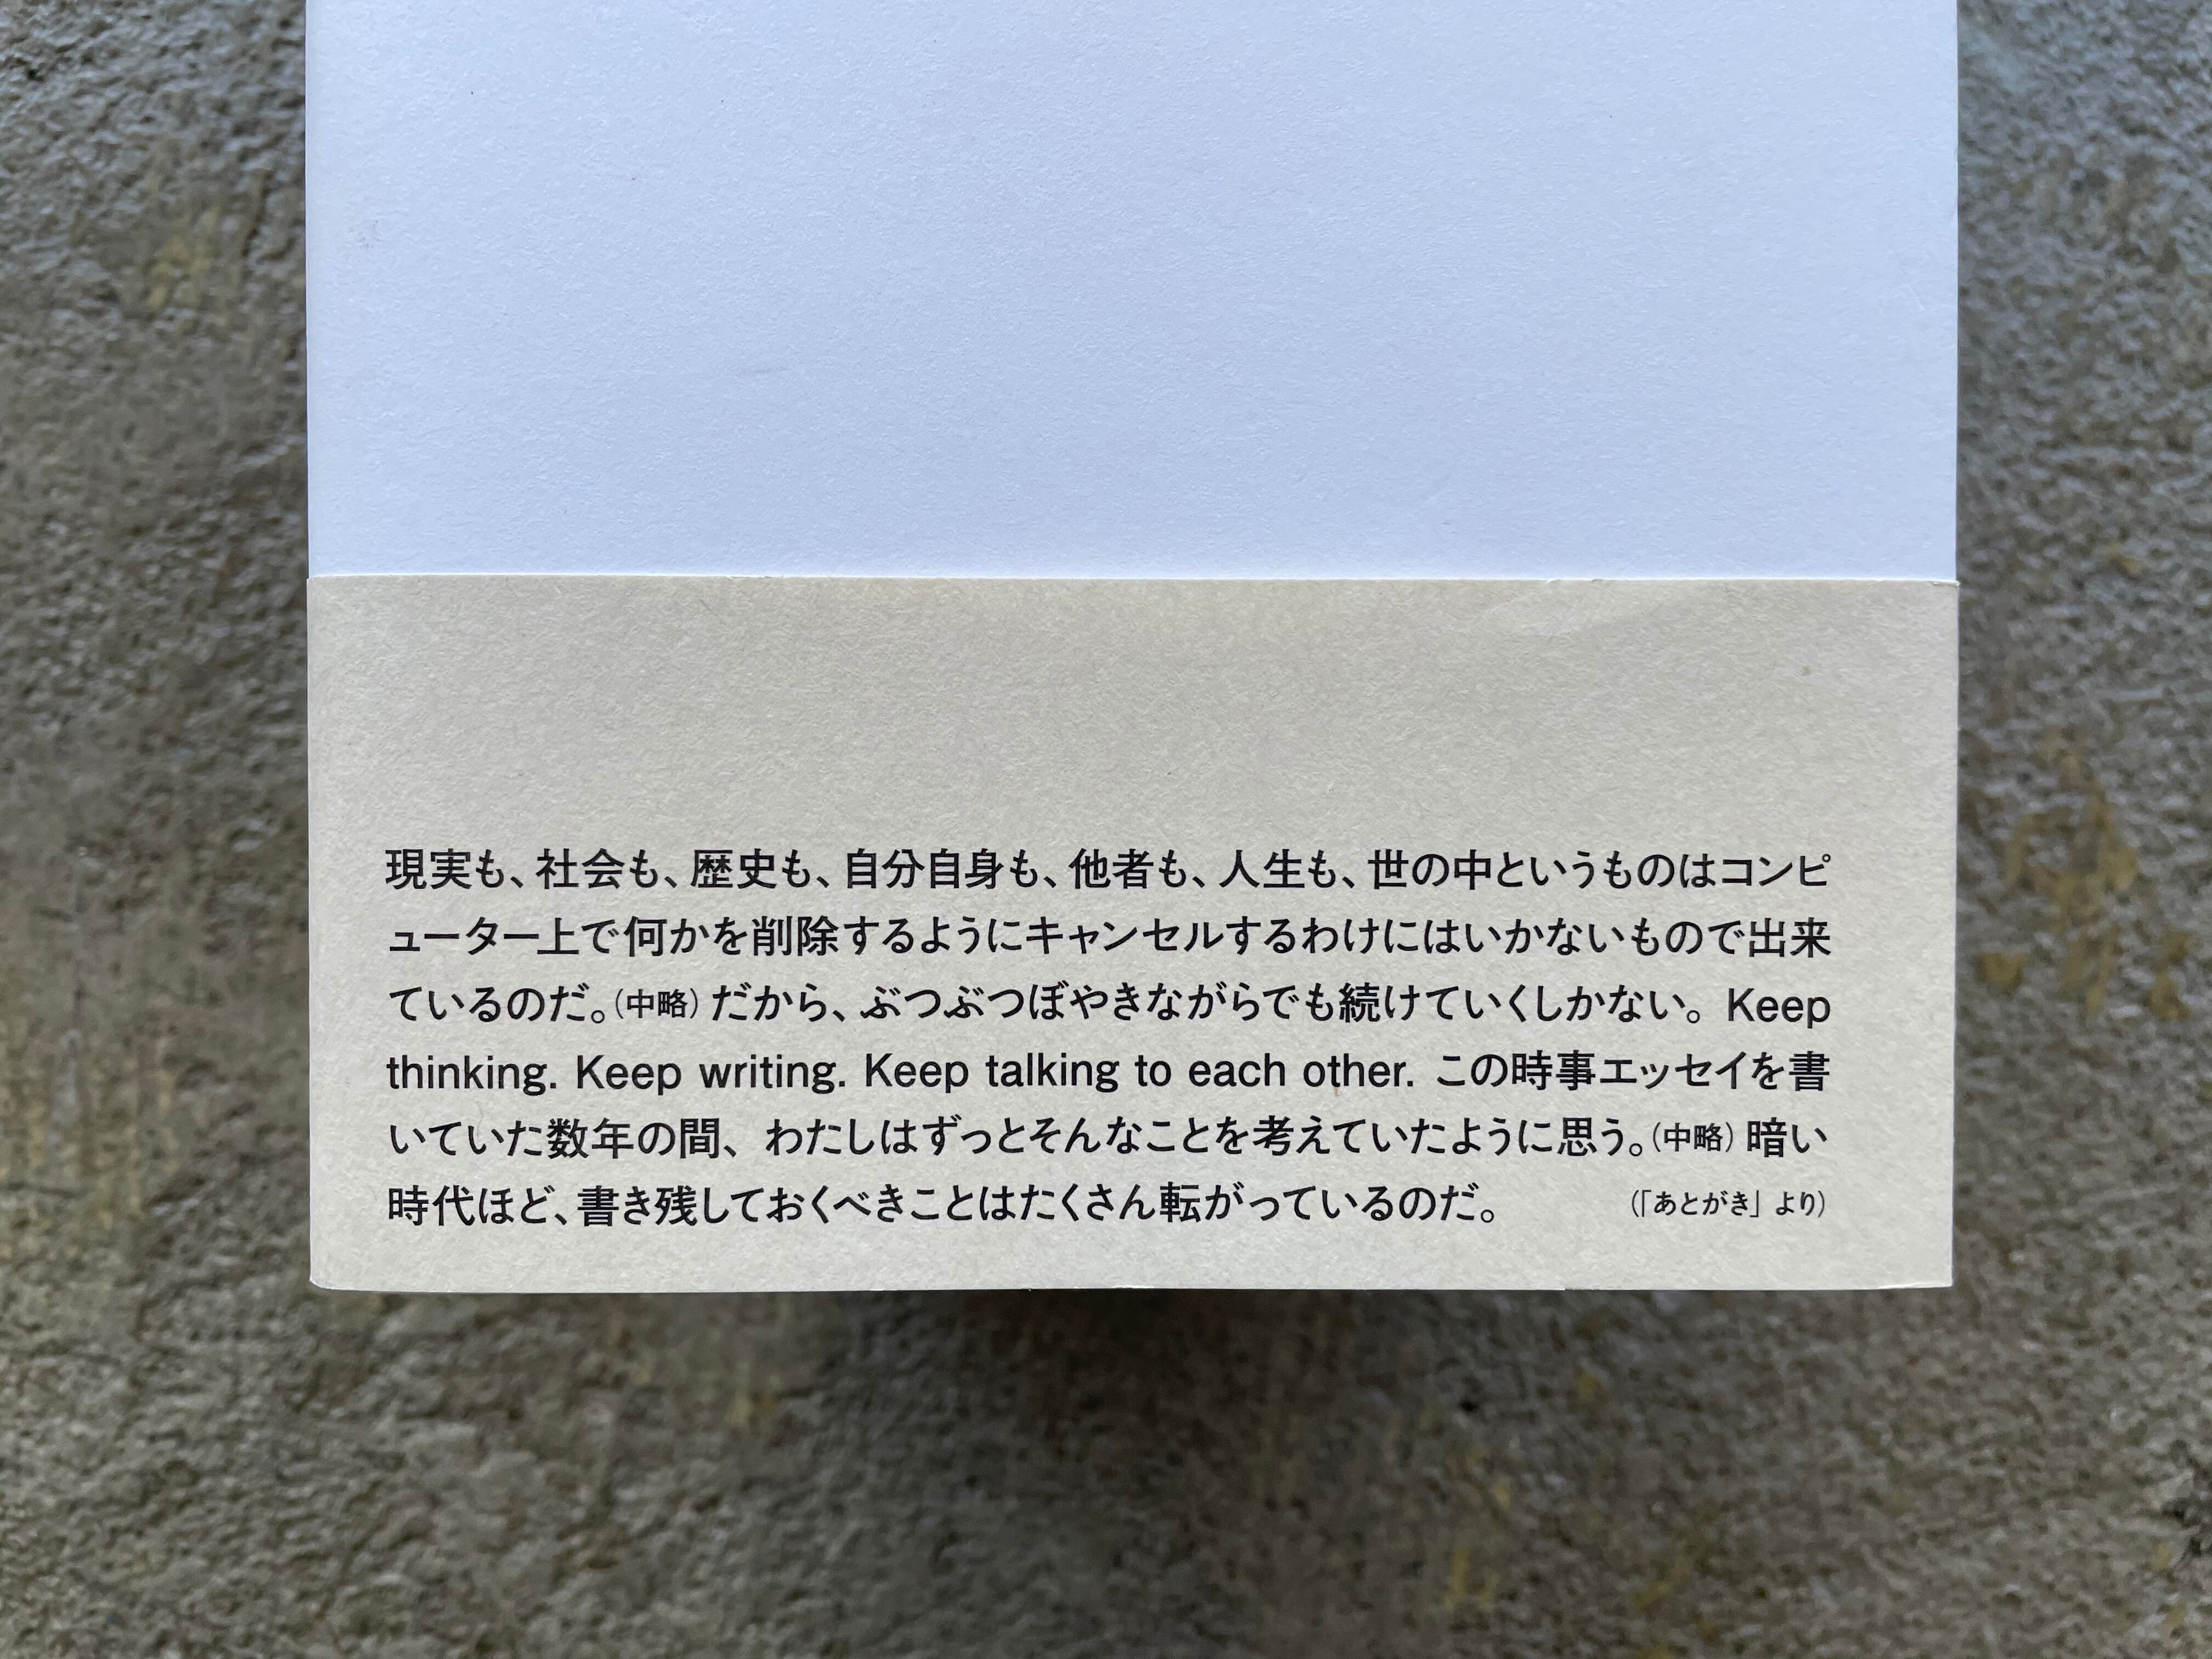 現実も、社会も、歴史も、自分自身も、他者も、人生も、世の中というものはコンピ
ューター上で何かを削除するようにキャンセルするわけにはいかないもので出来
ているのだ。（中略）だから、ぶつぶつぼやきながらでも続けていくしかない。Keep
thinking. Keep writing. Keep talking to each other. この時事エッセイを書
いていた数年の間、わたしはずっとそんなことを考えていたように思う。（中略）暗い
時代ほど、書き残しておくべきことはたくさん転がっているのだ。　（「あとがき」より）